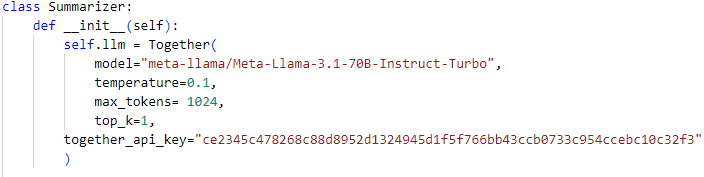 class Summarizer:
    def __init__(self):
        self.llm = Together(
            model="meta-llama/Meta-Llama-3.1-70B-Instruct-Turbo",
            temperature=0.1,
            max_tokens= 1024,
            top_k=1,
        together_api_key="ce2345c478268c88d8952d1324945d1f5f766bb43ccb0733c954ccebc10c32f3"
        )